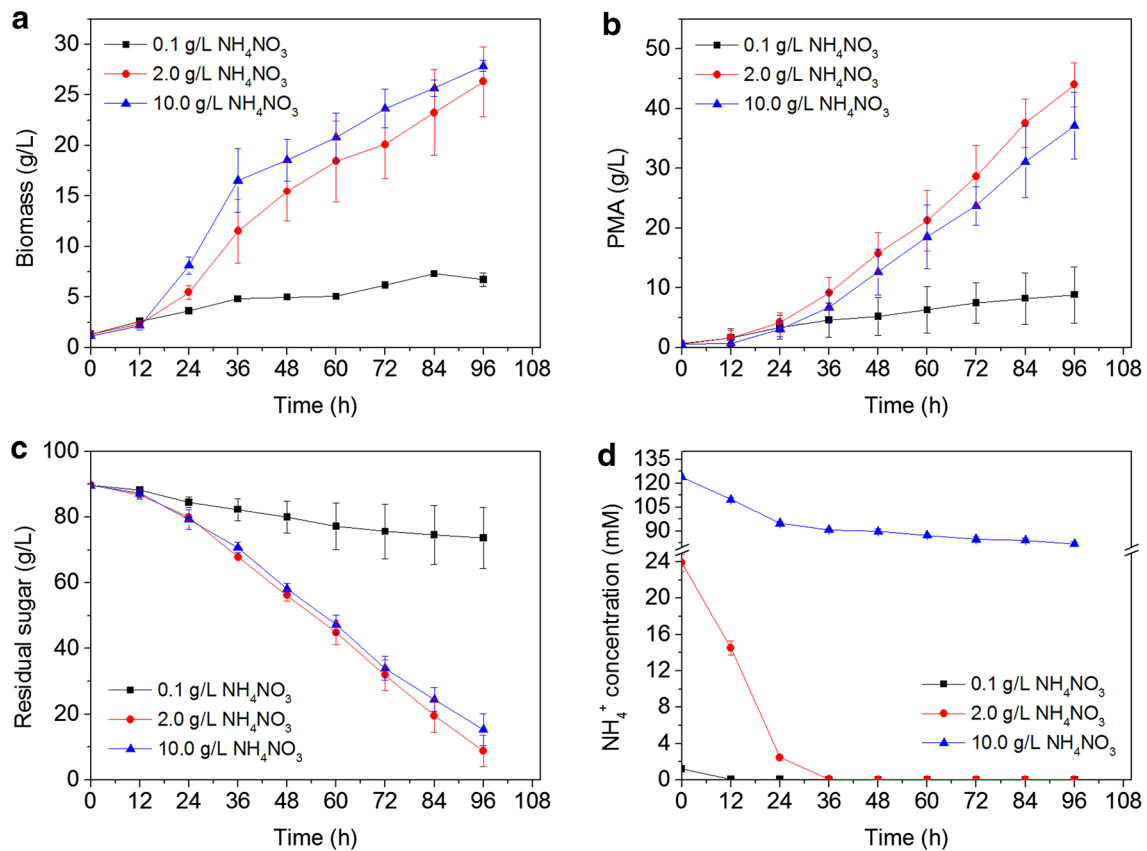 a
30
25
20
15
10
5
0
Biomass (g/L)
0.1 g/L NH₄NO₃
2.0 g/L NH₄NO₃
10.0 g/L NH₄NO₃
0 12 24 36 48 60 72 84 96 108
Time (h)
b
50
40
30
20
10
0
PMA (g/L)
0.1 g/L NH₄NO₃
2.0 g/L NH₄NO₃
10.0 g/L NH₄NO₃
0 12 24 36 48 60 72 84 96 108
Time (h)
c
100
80
60
40
20
0
Residual sugar (g/L)
0.1 g/L NH₄NO₃
2.0 g/L NH₄NO₃
10.0 g/L NH₄NO₃
0 12 24 36 48 60 72 84 96 108
Time (h)
d
135
120
105
90
24
20
16
12
8
4
0
NH₄⁺ concentration (mM)
0.1 g/L NH₄NO₃
2.0 g/L NH₄NO₃
10.0 g/L NH₄NO₃
0 12 24 36 48 60 72 84 96 108
Time (h)